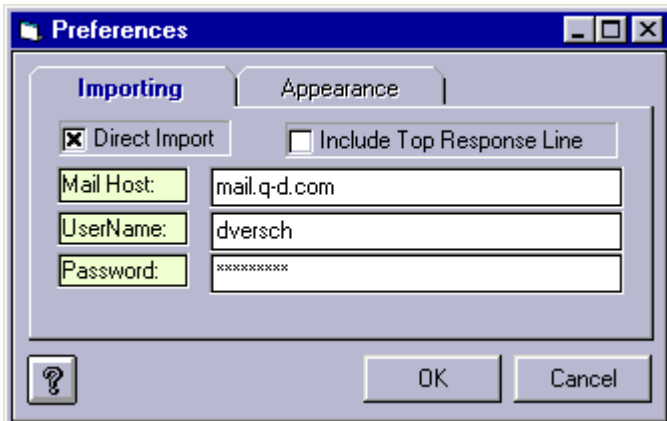 Preferences
Importing Appearance
Direct Import Include Top Response Line
Mail Host: mail.q-d.com
UserName: dversch
Password: *********
? OK Cancel